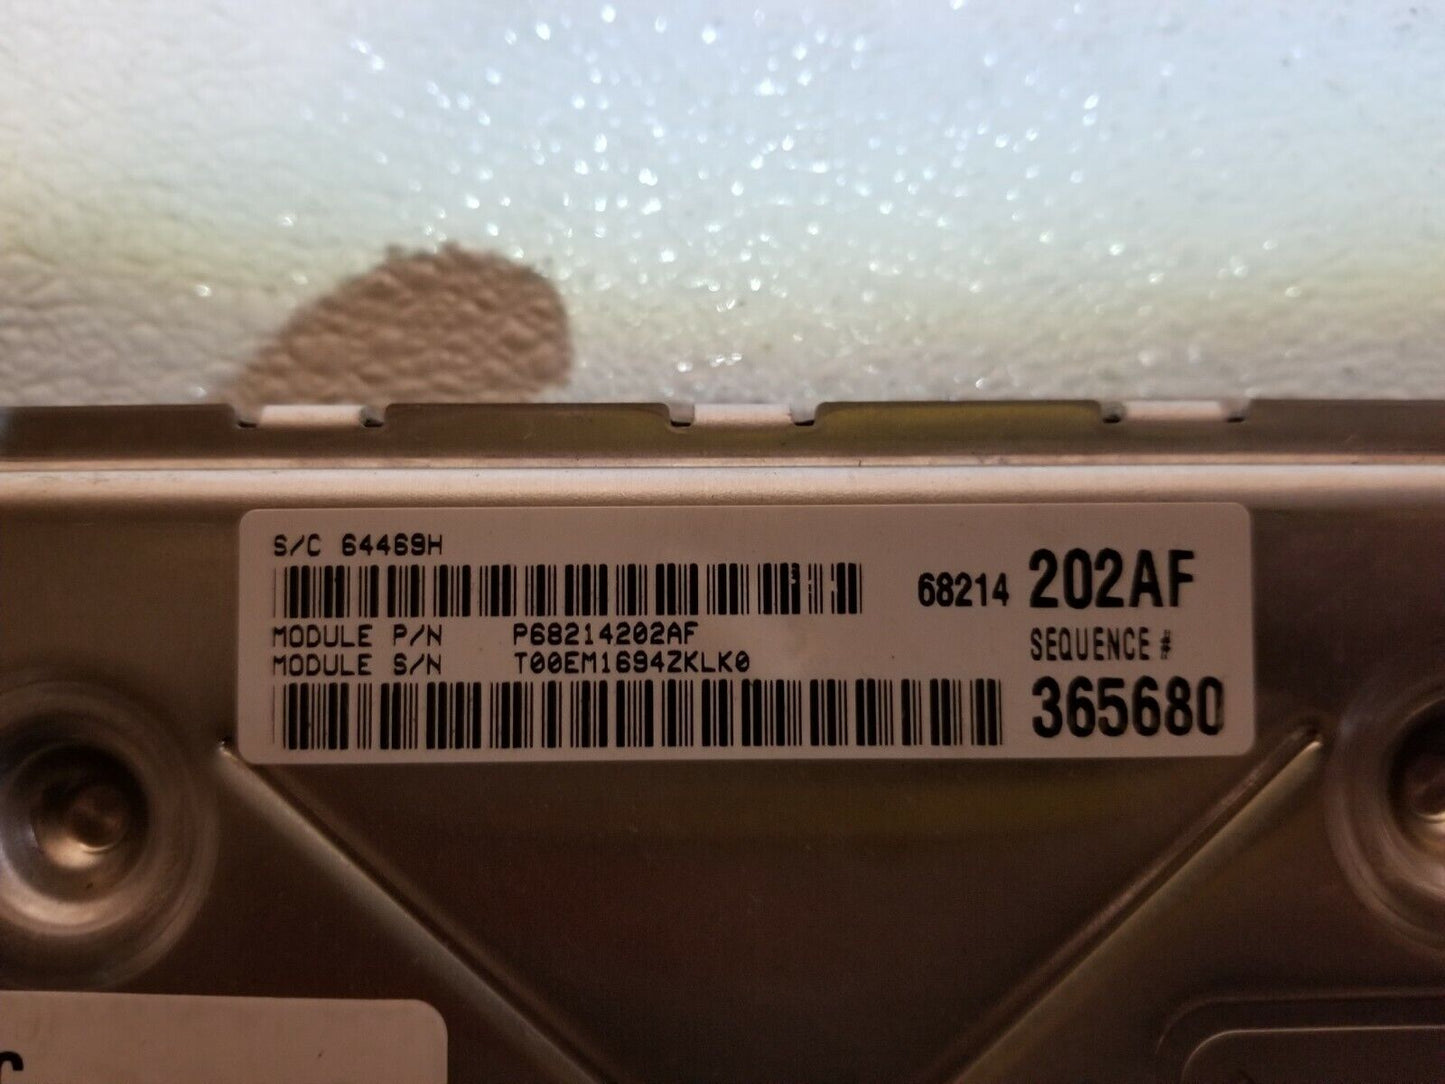 S/C 64469H
68214 202AF
MODULE P/N P68214202AF
SEQUENCE #
MODULE S/N T00EM1694ZKLK0
365680
C